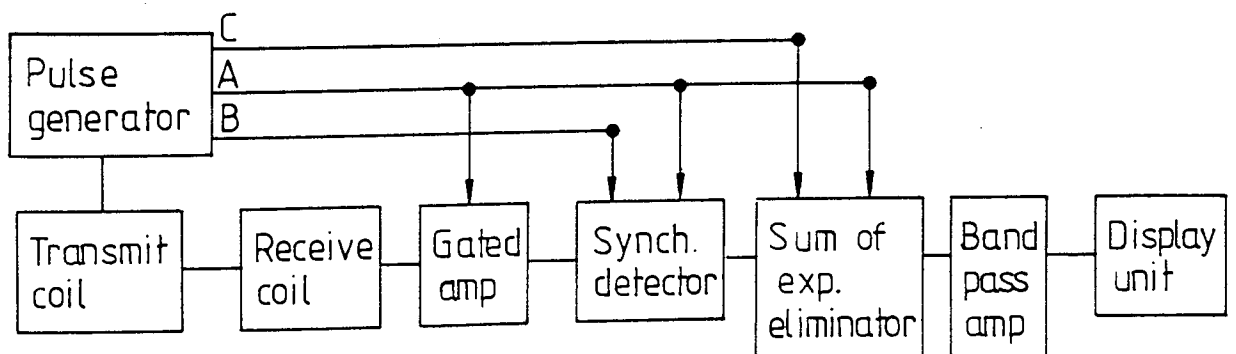 C
Pulse
generator
A
B
Transmit
coil
Receive
coil
Gated
amp
Synch.
detector
Sum of
exp.
eliminator
Band
pass
amp
Display
unit